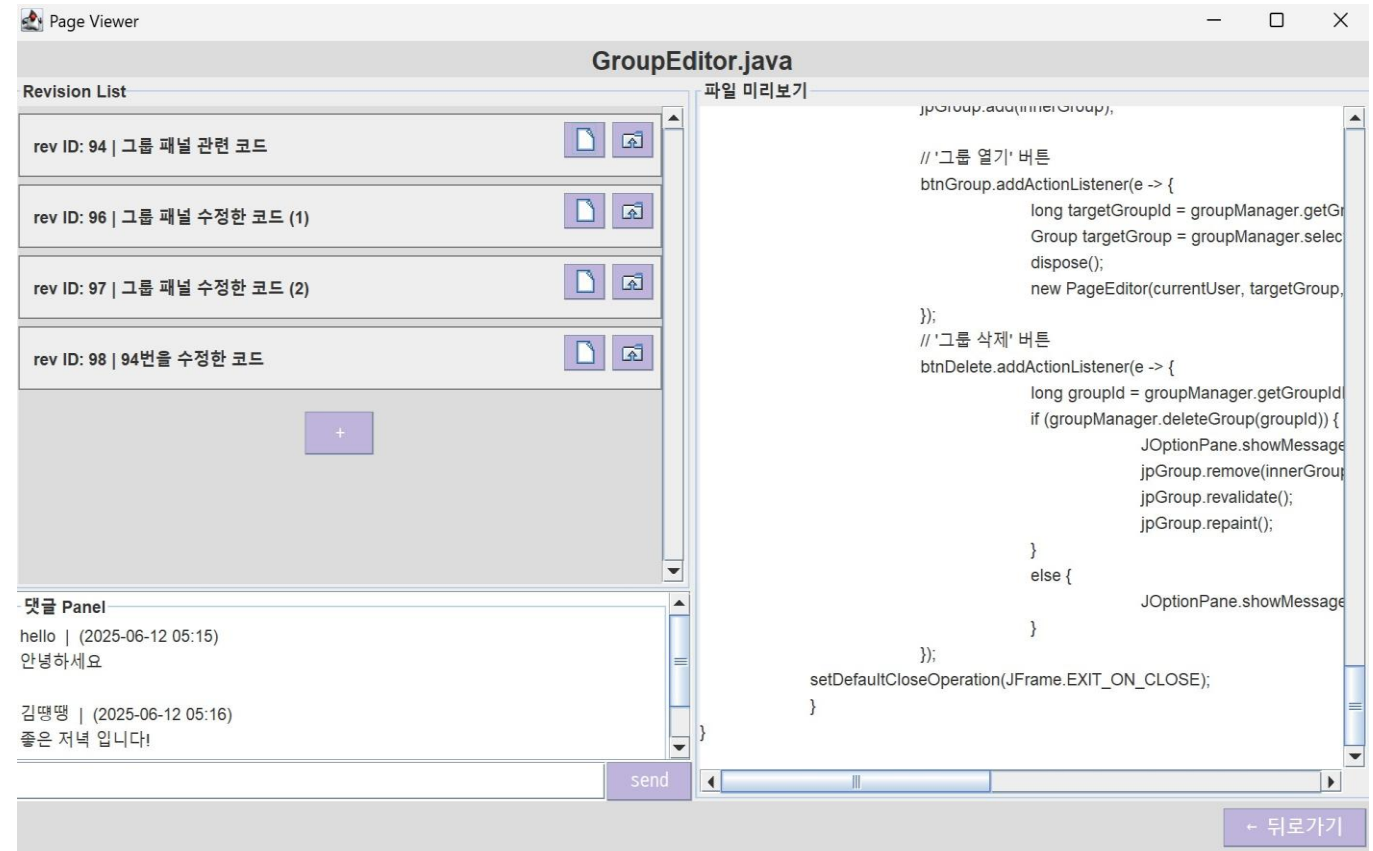 Page Viewer
GroupEditor.java
Revision List
rev ID: 94 | 그룹 패널 관련 코드
rev ID: 96 | 그룹 패널 수정한 코드 (1)
rev ID: 97 | 그룹 패널 수정한 코드 (2)
rev ID: 98 | 94번을 수정한 코드
+
댓글 Panel
hello | (2025-06-12 05:15)
안녕하세요
김땡땡 | (2025-06-12 05:16)
좋은 저녁 입니다!
send
파일 미리보기
jpGroup.add(innerGroup);
// '그룹 열기' 버튼
btnGroup.addActionListener(e -> {
long targetGroupId = groupManager.getGr
Group targetGroup = groupManager.selec
dispose();
new PageEditor(currentUser, targetGroup,
});
// '그룹 삭제' 버튼
btnDelete.addActionListener(e -> {
long groupId = groupManager.getGroupId
if (groupManager.deleteGroup(groupId)) {
JOptionPane.showMessage
jpGroup.remove(innerGroup
jpGroup.revalidate();
jpGroup.repaint();
}
else {
JOptionPane.showMessage
}
});
setDefaultCloseOperation(JFrame.EXIT_ON_CLOSE);
}
}
← 뒤로가기